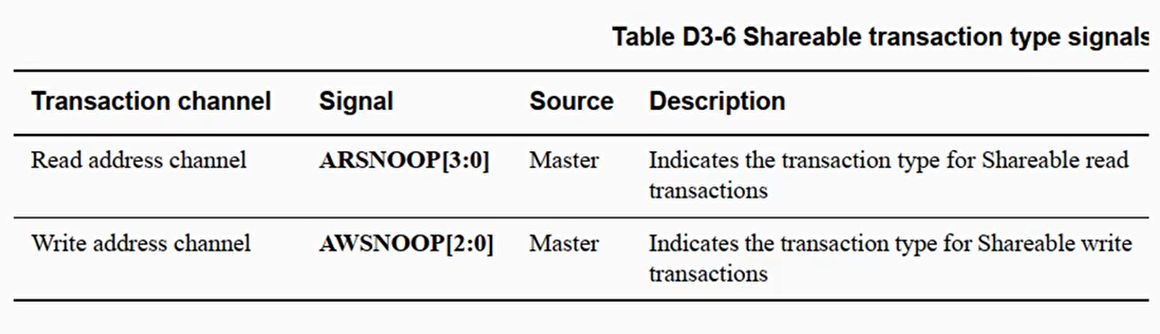 Table D3-6 Shareable transaction type signals
Transaction channel Signal Source Description
Read address channel ARSNOOP[3:0] Master Indicates the transaction type for Shareable read
transactions
Write address channel AWSNOOP[2:0] Master Indicates the transaction type for Shareable write
transactions